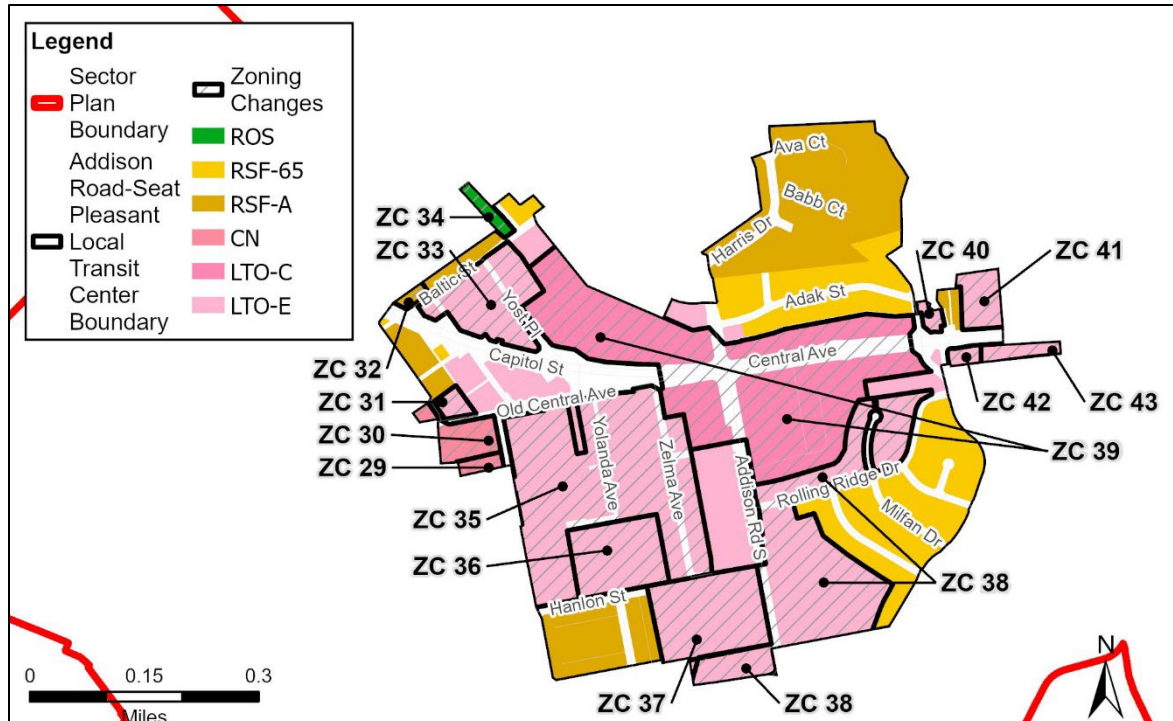 Legend
Sector
Plan
Boundary
Addison
Road-Seat
Pleasant
Local
Transit
Center
Boundary
Zoning
Changes
ROS
RSF-65
RSF-A
CN
LTO-C
LTO-E
ZC 34
ZC 33
ZC 32
ZC 31
ZC 30
ZC 29
ZC 35
ZC 36
ZC 37
ZC 38
ZC 38
ZC 39
ZC 40
ZC 41
ZC 42
ZC 43
Ava Ct
Babb Ct
Harris Dr
Adak St
Baltic St
Yost Pl
Capitol St
Central Ave
Old Central Ave
Yolanda Ave
Zelma Ave
Addison Rd S
Rolling Ridge Dr
Milfan Dr
Hanlon St
0 0.15 0.3
Miles
N